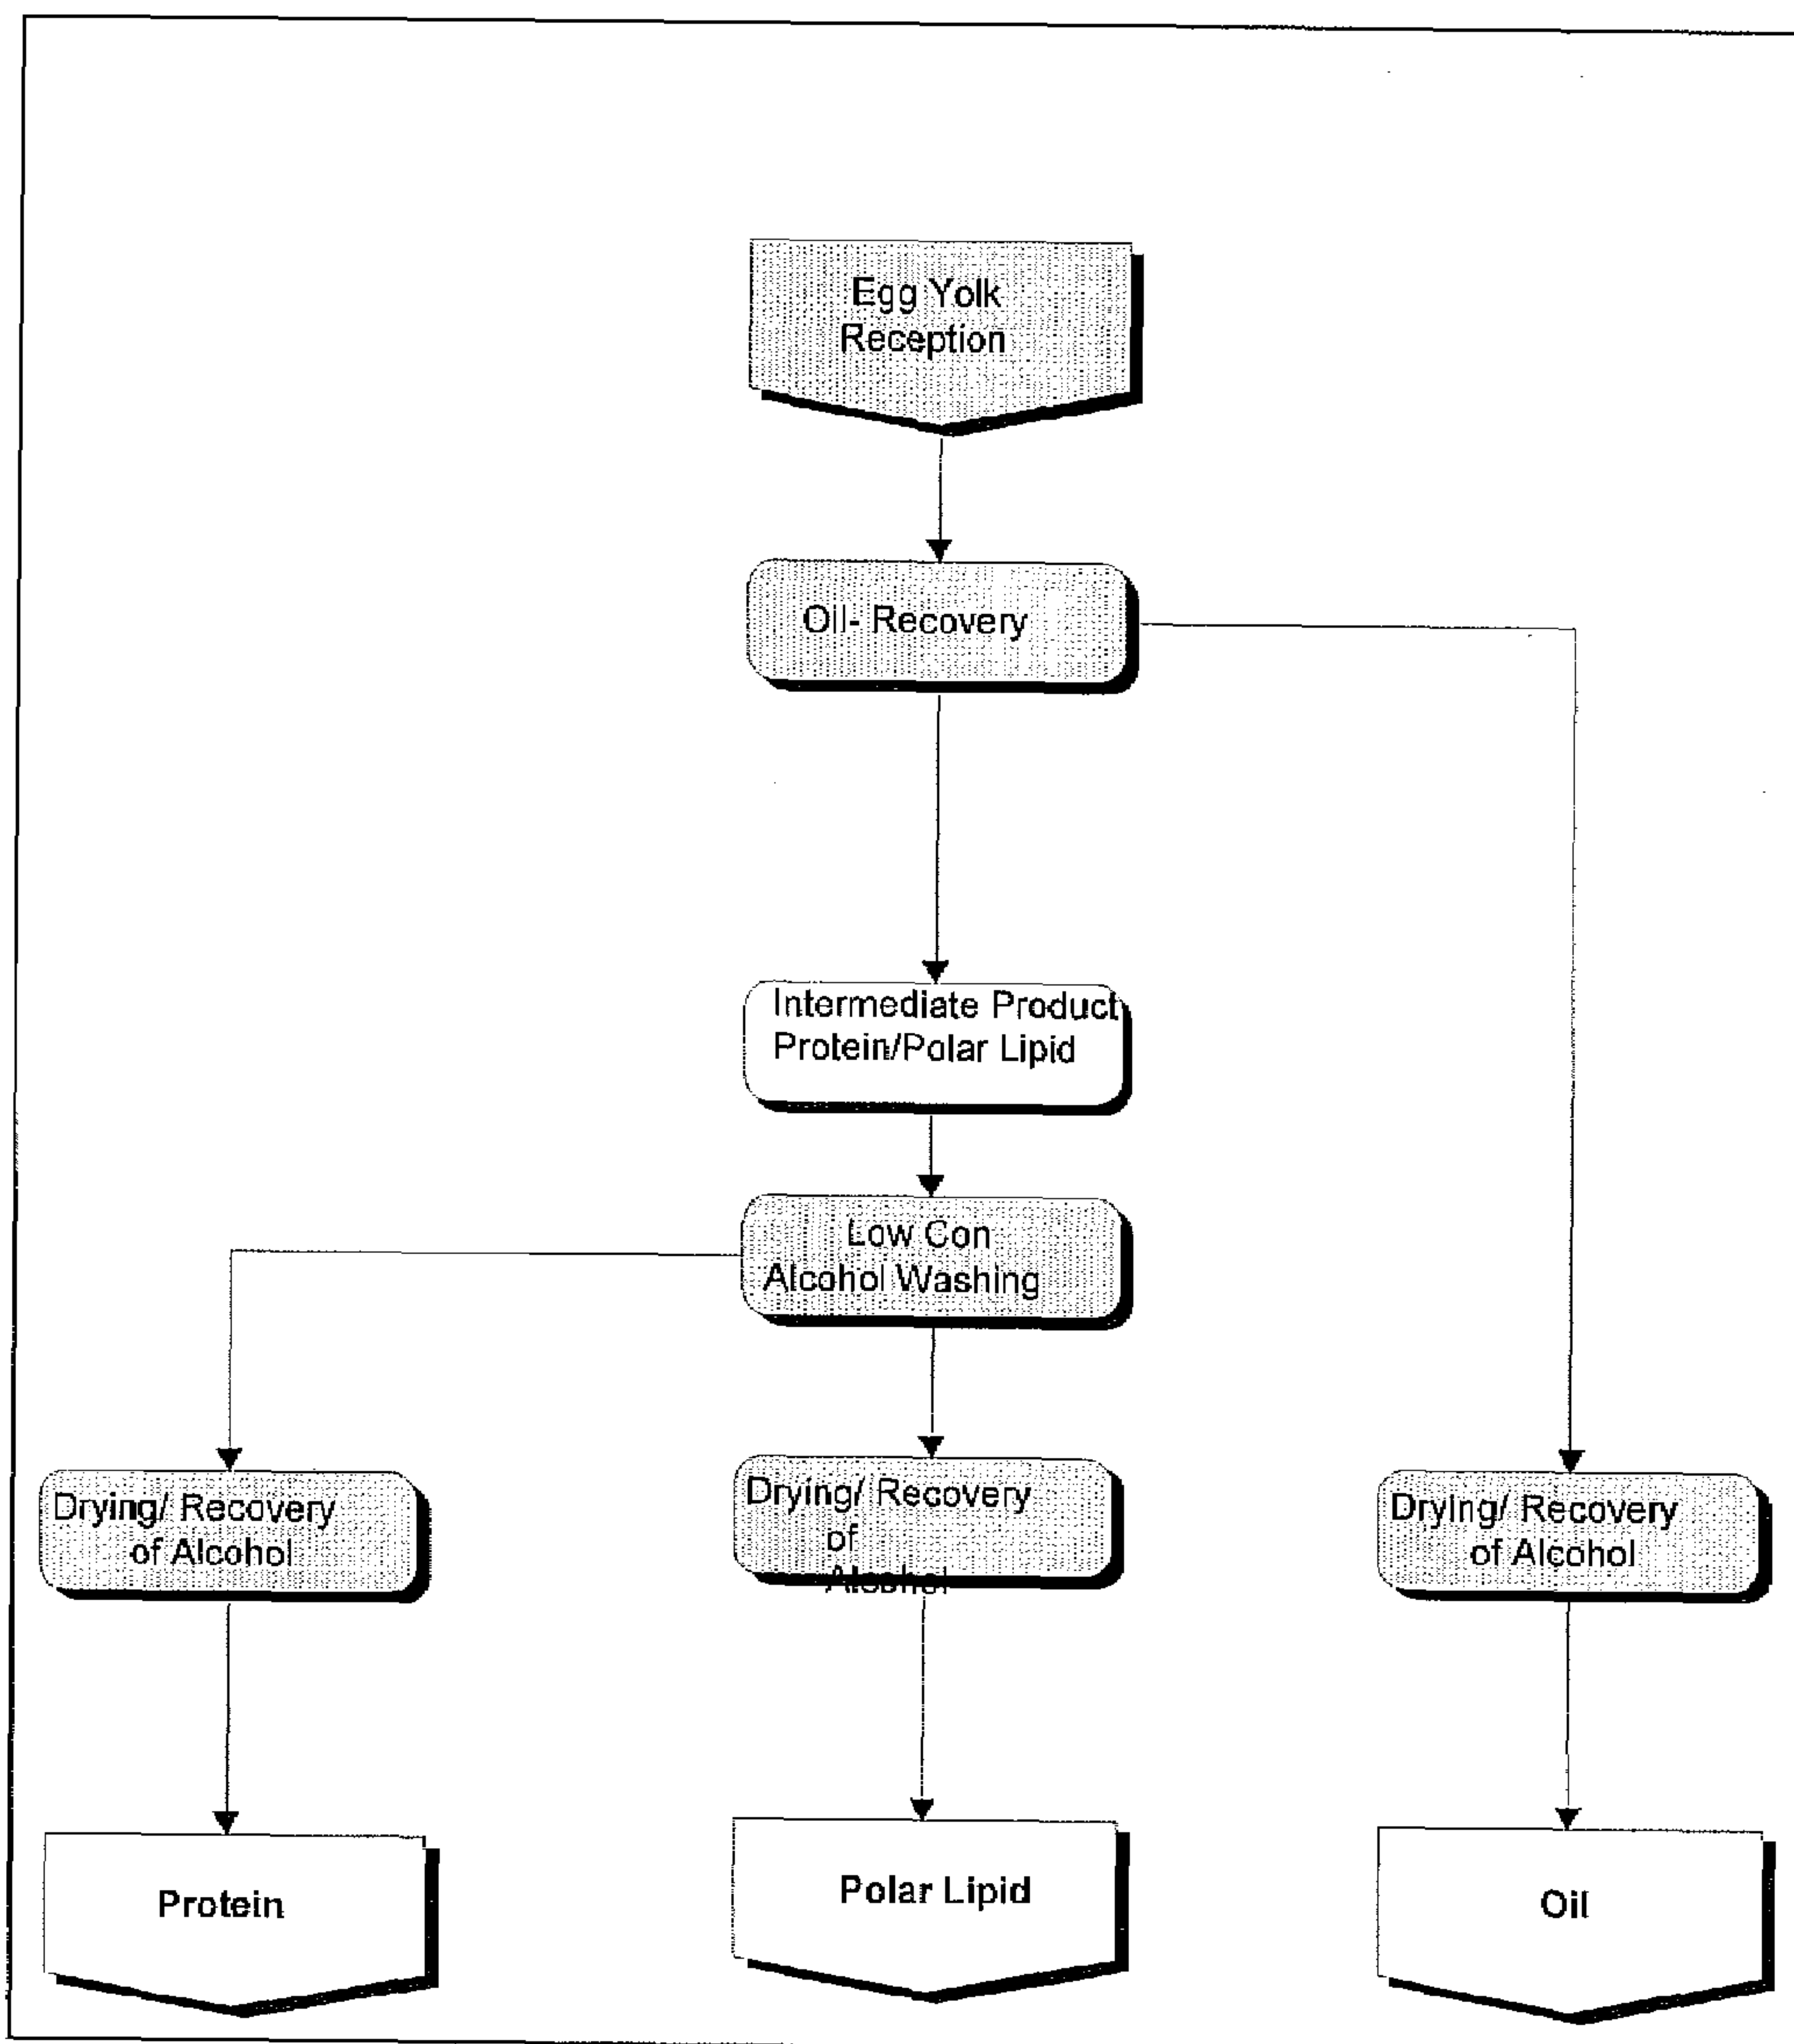 Egg Yolk
Reception
Oil- Recovery
Intermediate Product
Protein/Polar Lipid
Low Con
Alcohol Washing
Drying/ Recovery
of Alcohol
Drying/ Recovery
of
Alcohol
Drying/ Recovery
of Alcohol
Protein
Polar Lipid
Oil